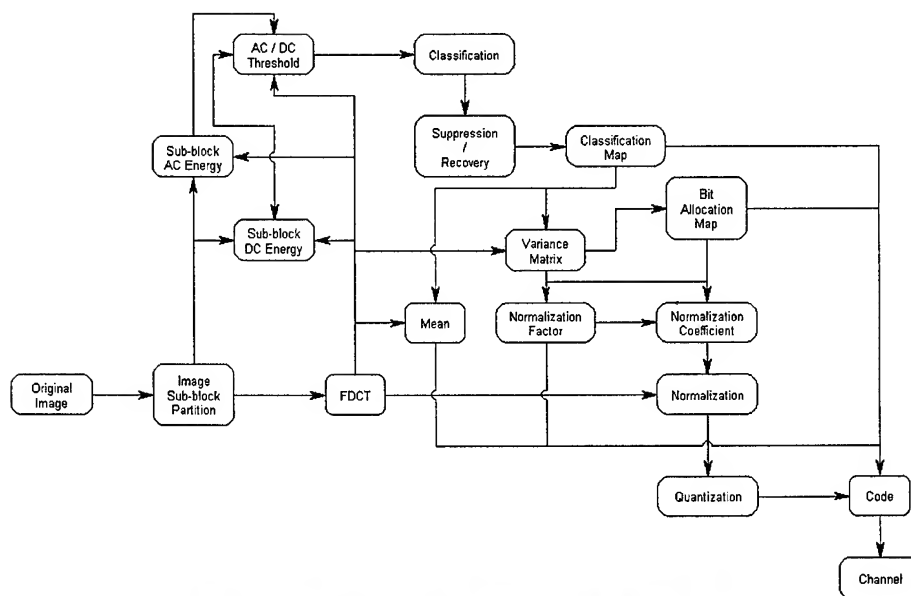 AC / DC
Threshold
Classification
Suppression
/
Recovery
Classification
Map
Sub-block
AC Energy
Bit
Allocation
Map
Sub-block
DC Energy
Variance
Matrix
Mean
Normalization
Factor
Normalization
Coefficient
Original
Image
Image
Sub-block
Partition
FDCT
Normalization
Quantization
Code
Channel